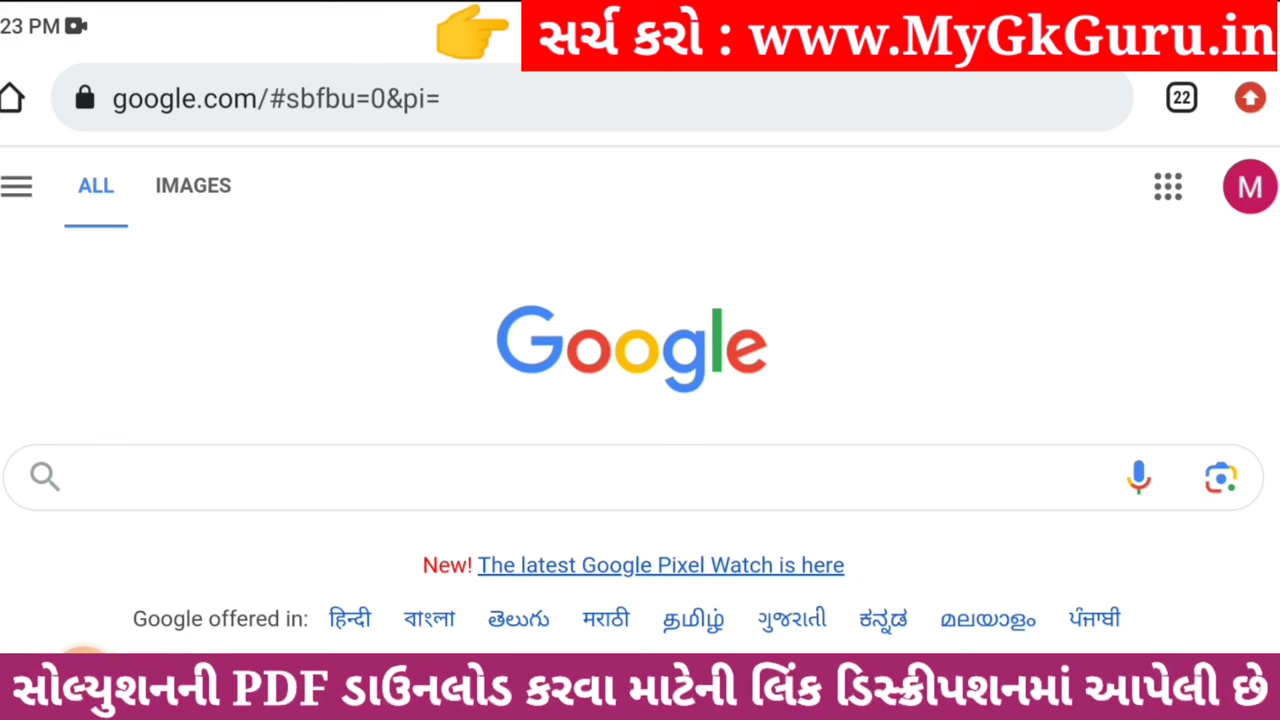 23 PM
સર્ચ કરો : www.MyGkGuru.in
google.com/#sbfbu=0&pi=
22
ALL IMAGES
M
Google
New! The latest Google Pixel Watch is here
Google offered in: हिन्दी বাংলা తెలుగు मराठी தமிழ் ગુજરાતી ಕನ್ನಡ മലയാളം ਪੰਜਾਬੀ
સોલ્યુશનની PDF ડાઉનલોડ કરવા માટેની લિંક ડિસ્ક્રીપશનમાં આપેલી છે